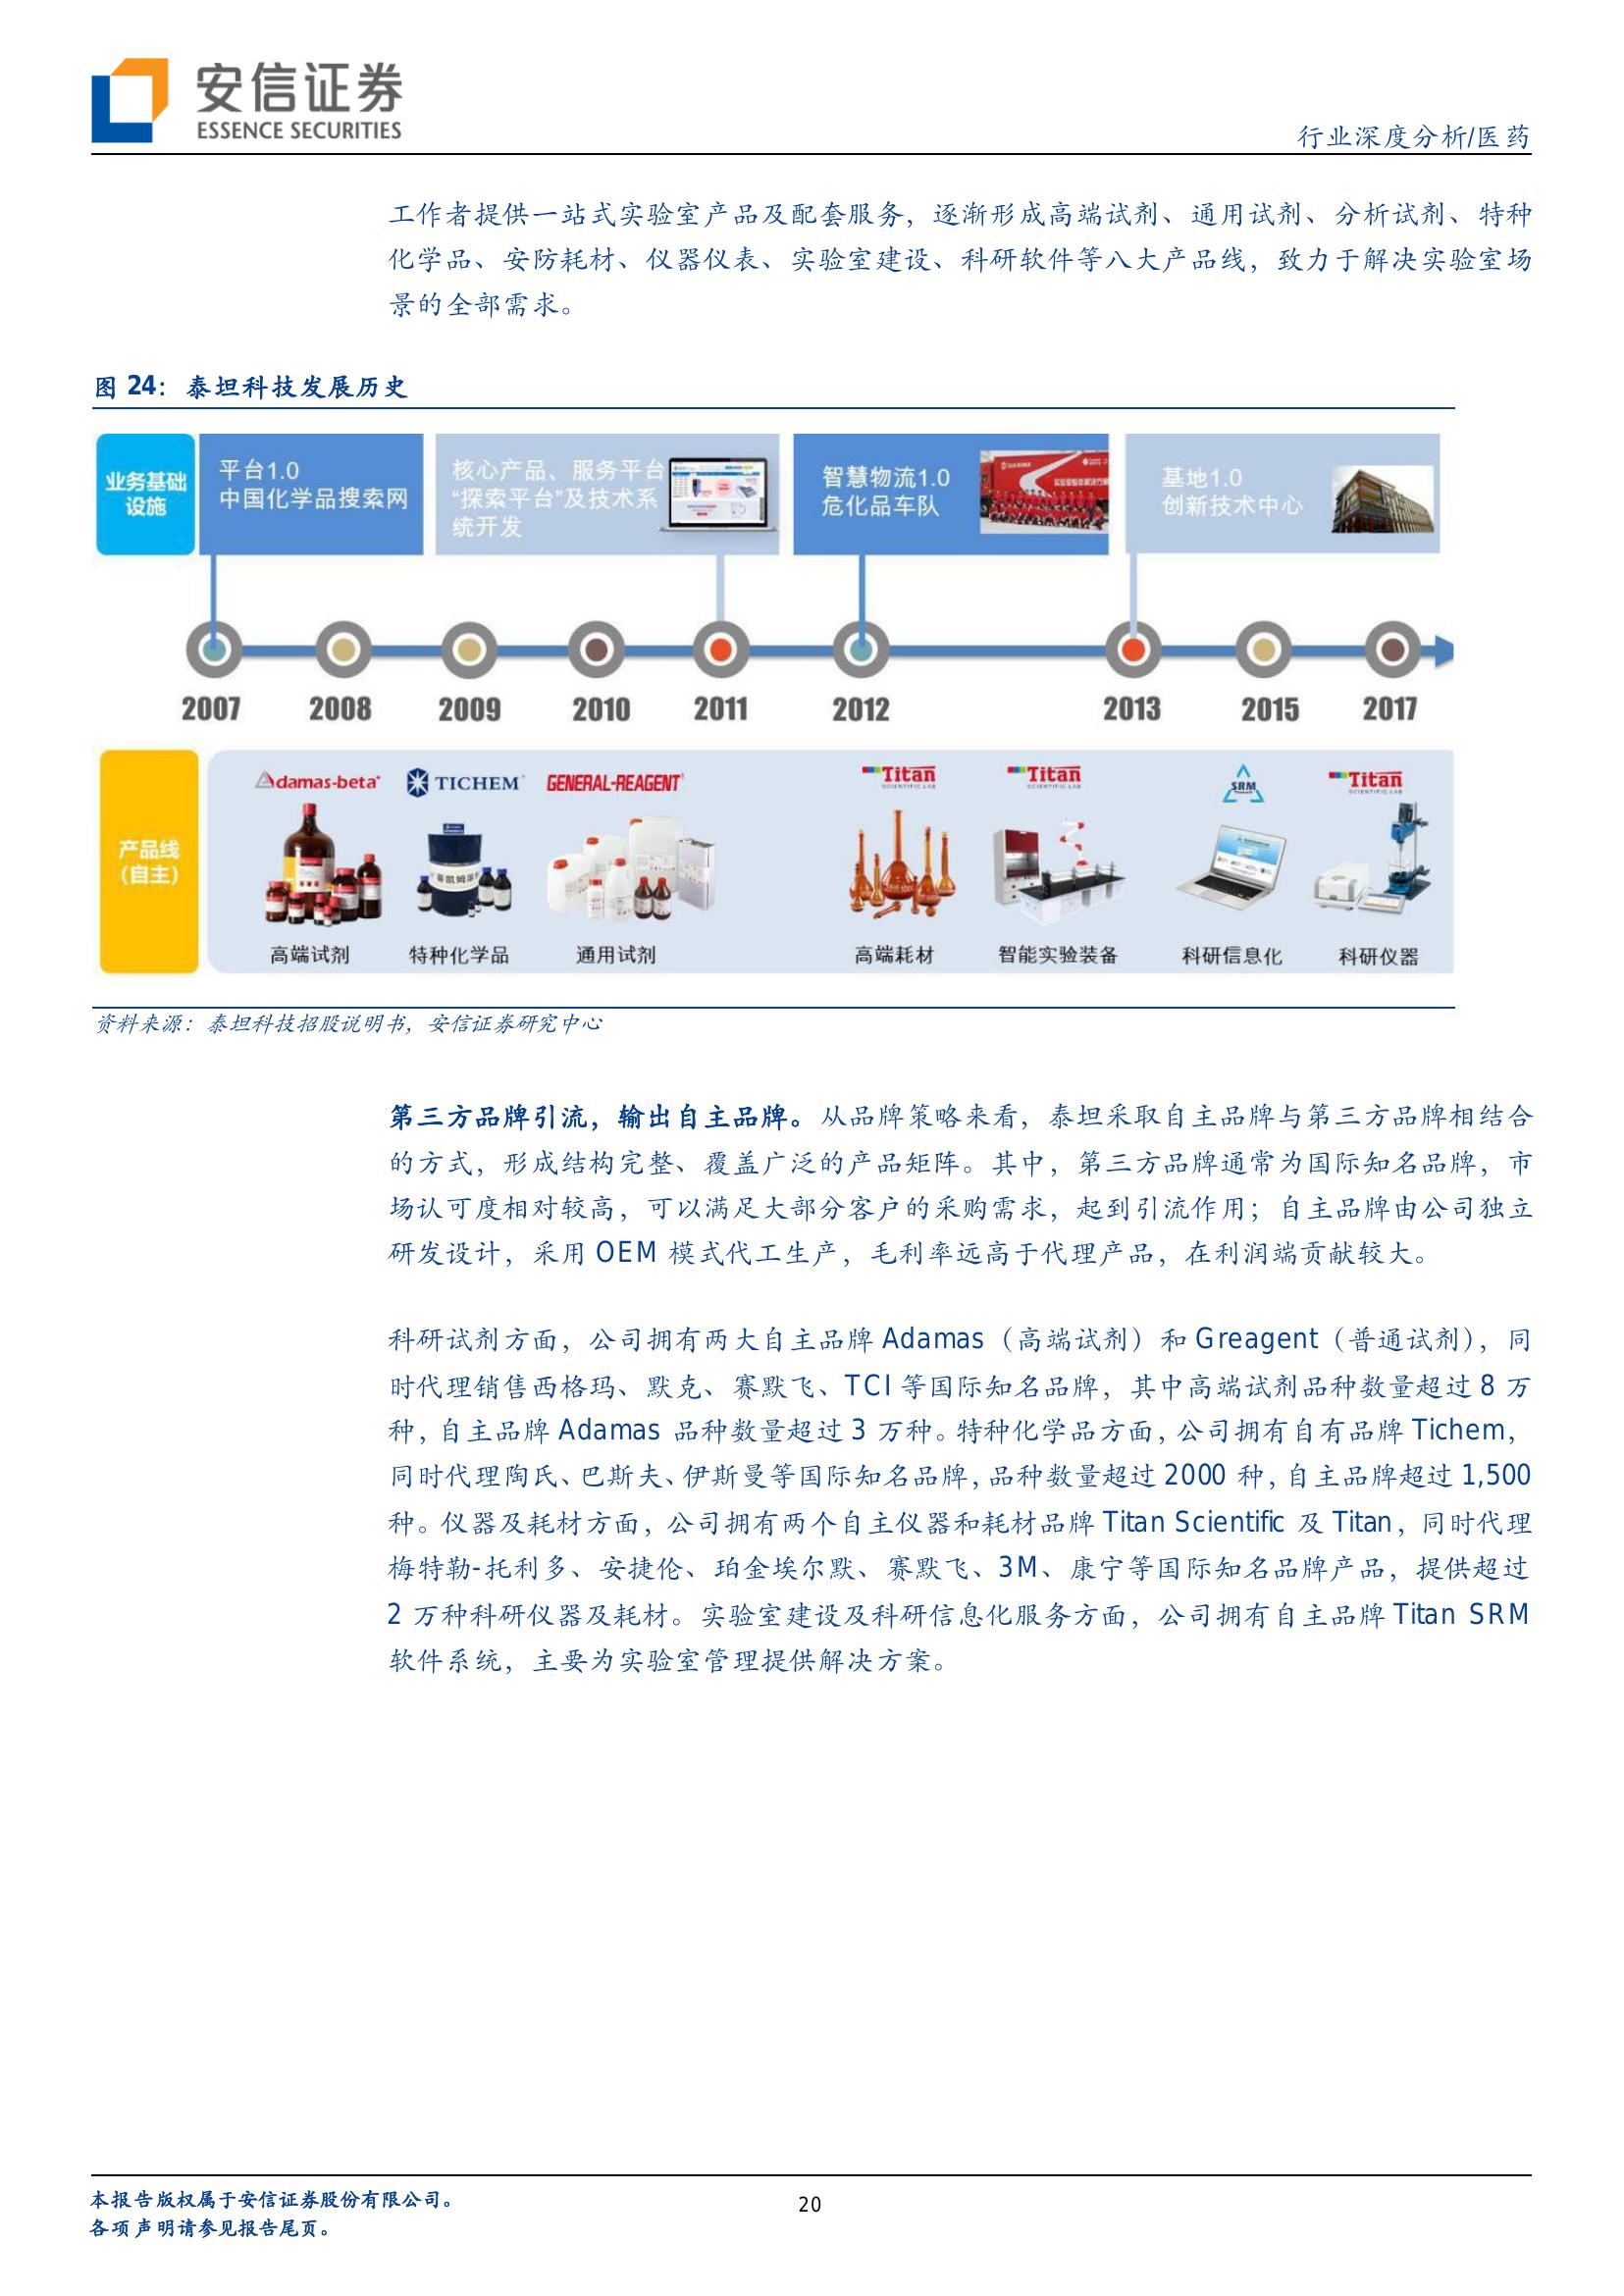 安信证券
ESSENCE SECURITIES
行业深度分析/医药
工作者提供一站式实验室产品及配套服务，逐渐形成高端试剂、通用试剂、分析试剂、特种
化学品、安防耗材、仪器仪表、实验室建设、科研软件等八大产品线，致力于解决实验室场
景的全部需求。
图 24：泰坦科技发展历史
业务基础
设施
平台1.0
中国化学品搜索网
核心产品、服务平台
“探索平台”及技术系
统开发
智慧物流1.0
危化品车队
基地1.0
创新技术中心
2007 2008 2009 2010 2011 2012 2013 2015 2017
产品线
（自主）
Adamas-beta® TICHEM GENERAL-REAGENT® Titan Titan SRM Titan
SCIENTIFIC LAB SCIENTIFIC LAB SCIENTIFIC LAB
高端试剂 特种化学品 通用试剂 高端耗材 智能实验装备 科研信息化 科研仪器
资料来源：泰坦科技招股说明书，安信证券研究中心
第三方品牌引流，输出自主品牌。从品牌策略来看，泰坦采取自主品牌与第三方品牌相结合
的方式，形成结构完整、覆盖广泛的产品矩阵。其中，第三方品牌通常为国际知名品牌，市
场认可度相对较高，可以满足大部分客户的采购需求，起到引流作用；自主品牌由公司独立
研发设计，采用 OEM 模式代工生产，毛利率远高于代理产品，在利润端贡献较大。
科研试剂方面，公司拥有两大自主品牌 Adamas（高端试剂）和 Greagent（普通试剂），同
时代理销售西格玛、默克、赛默飞、TCI 等国际知名品牌，其中高端试剂品种数量超过 8 万
种，自主品牌 Adamas 品种数量超过 3 万种。特种化学品方面，公司拥有自有品牌 Tichem，
同时代理陶氏、巴斯夫、伊斯曼等国际知名品牌，品种数量超过 2000 种，自主品牌超过 1,500
种。仪器及耗材方面，公司拥有两个自主仪器和耗材品牌 Titan Scientific 及 Titan，同时代理
梅特勒-托利多、安捷伦、珀金埃尔默、赛默飞、3M、康宁等国际知名品牌产品，提供超过
2 万种科研仪器及耗材。实验室建设及科研信息化服务方面，公司拥有自主品牌 Titan SRM
软件系统，主要为实验室管理提供解决方案。
本报告版权属于安信证券股份有限公司。
各项声明请参见报告尾页。
20